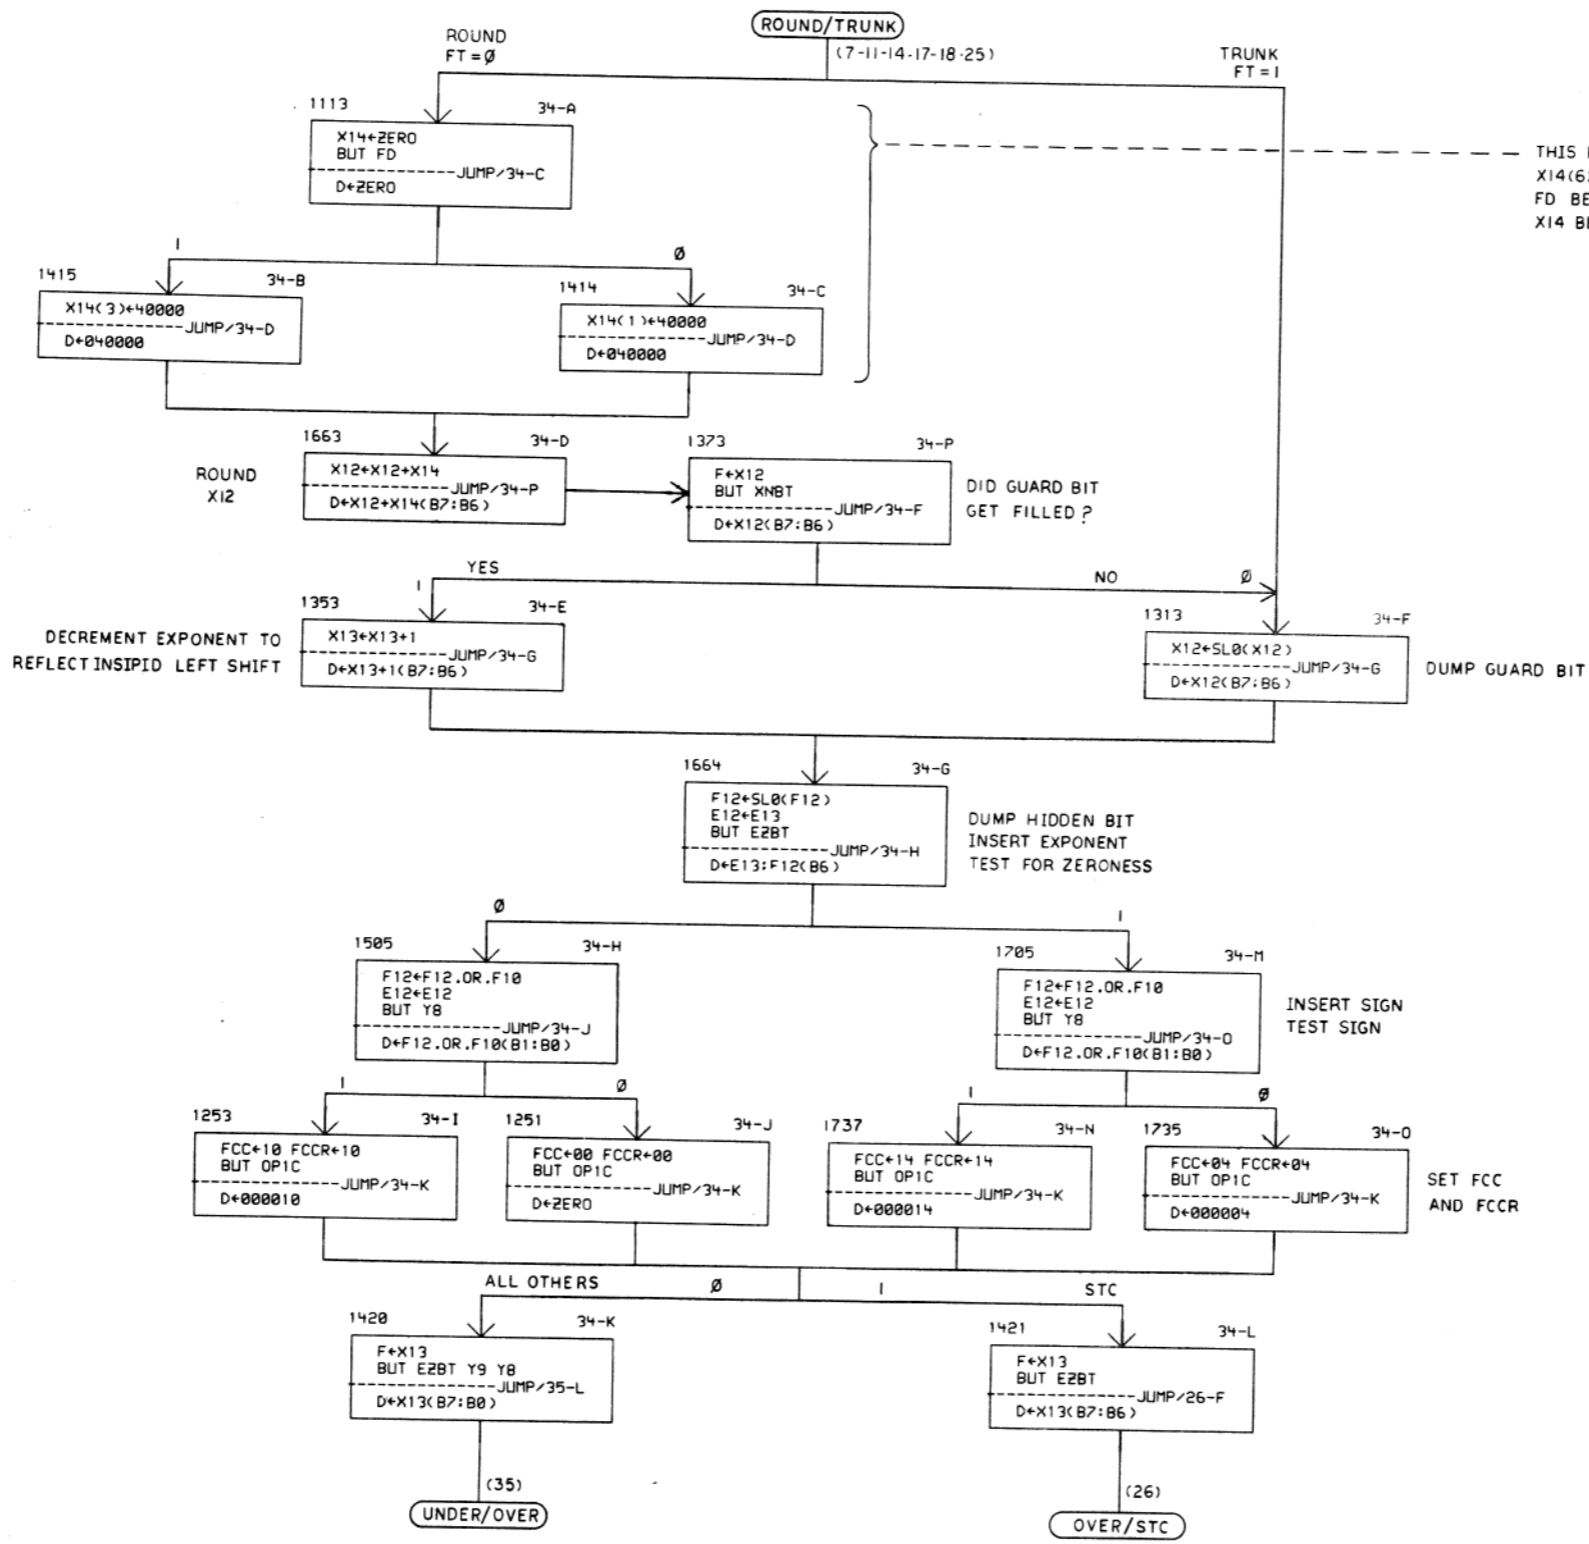 ROUND/TRUNK
(7-11-14-17-18-25)
ROUND
FT=Ø
TRUNK
FT=1
1113 34-A
X14←ZERO
BUT FD
---------------JUMP/34-C
D←ZERO
THIS
X14(6
FD BE
X14 BE
1 Ø
1415 34-B
X14(3)←40000
---------------JUMP/34-D
D←040000
1414 34-C
X14(1)←40000
---------------JUMP/34-D
D←040000
ROUND
X12
1663 34-D
X12←X12+X14
---------------JUMP/34-P
D←X12+X14(B7:B6)
1373 34-P
F←X12
BUT XNBT
---------------JUMP/34-F
D←X12(B7:B6)
DID GUARD BIT
GET FILLED?
YES 1
NO Ø
DECREMENT EXPONENT TO
REFLECT INSIPID LEFT SHIFT
1353 34-E
X13←X13+1
---------------JUMP/34-G
D←X13+1(B7:B6)
1313 34-F
X12←SL0(X12)
---------------JUMP/34-G
D←X12(B7:B6)
DUMP GUARD BIT
1664 34-G
F12←SL0(F12)
E12←E13
BUT EZBT
---------------JUMP/34-H
D←E13:F12(B6)
DUMP HIDDEN BIT
INSERT EXPONENT
TEST FOR ZERONESS
Ø 1
1505 34-H
F12←F12.OR.F10
E12←E12
BUT Y8
---------------JUMP/34-J
D←F12.OR.F10(B1:B0)
1705 34-M
F12←F12.OR.F10
E12←E12
BUT Y8
---------------JUMP/34-O
D←F12.OR.F10(B1:B0)
INSERT SIGN
TEST SIGN
1 Ø
1 Ø
1253 34-I
FCC←10 FCCR←10
BUT OP1C
---------------JUMP/34-K
D←000010
1251 34-J
FCC←00 FCCR←00
BUT OP1C
---------------JUMP/34-K
D←ZERO
1737 34-N
FCC←14 FCCR←14
BUT OP1C
---------------JUMP/34-K
D←000014
1735 34-O
FCC←04 FCCR←04
BUT OP1C
---------------JUMP/34-K
D←000004
SET FCC
AND FCCR
ALL OTHERS Ø 1 STC
1420 34-K
F←X13
BUT EZBT Y9 Y8
---------------JUMP/35-L
D←X13(B7:B0)
1421 34-L
F←X13
BUT EZBT
---------------JUMP/26-F
D←X13(B7:B6)
(35)
UNDER/OVER
(26)
OVER/STC